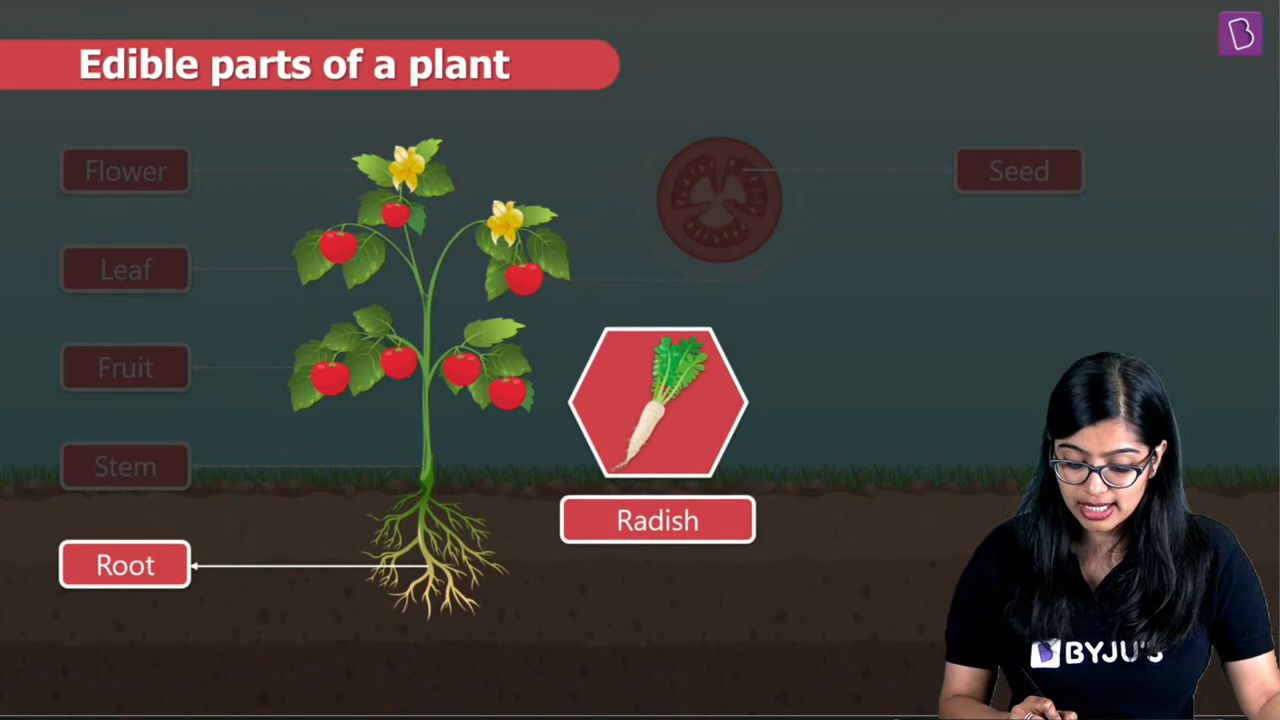 Edible parts of a plant
Flower
Seed
Leaf
Fruit
Stem
Radish
Root
BYJU'S